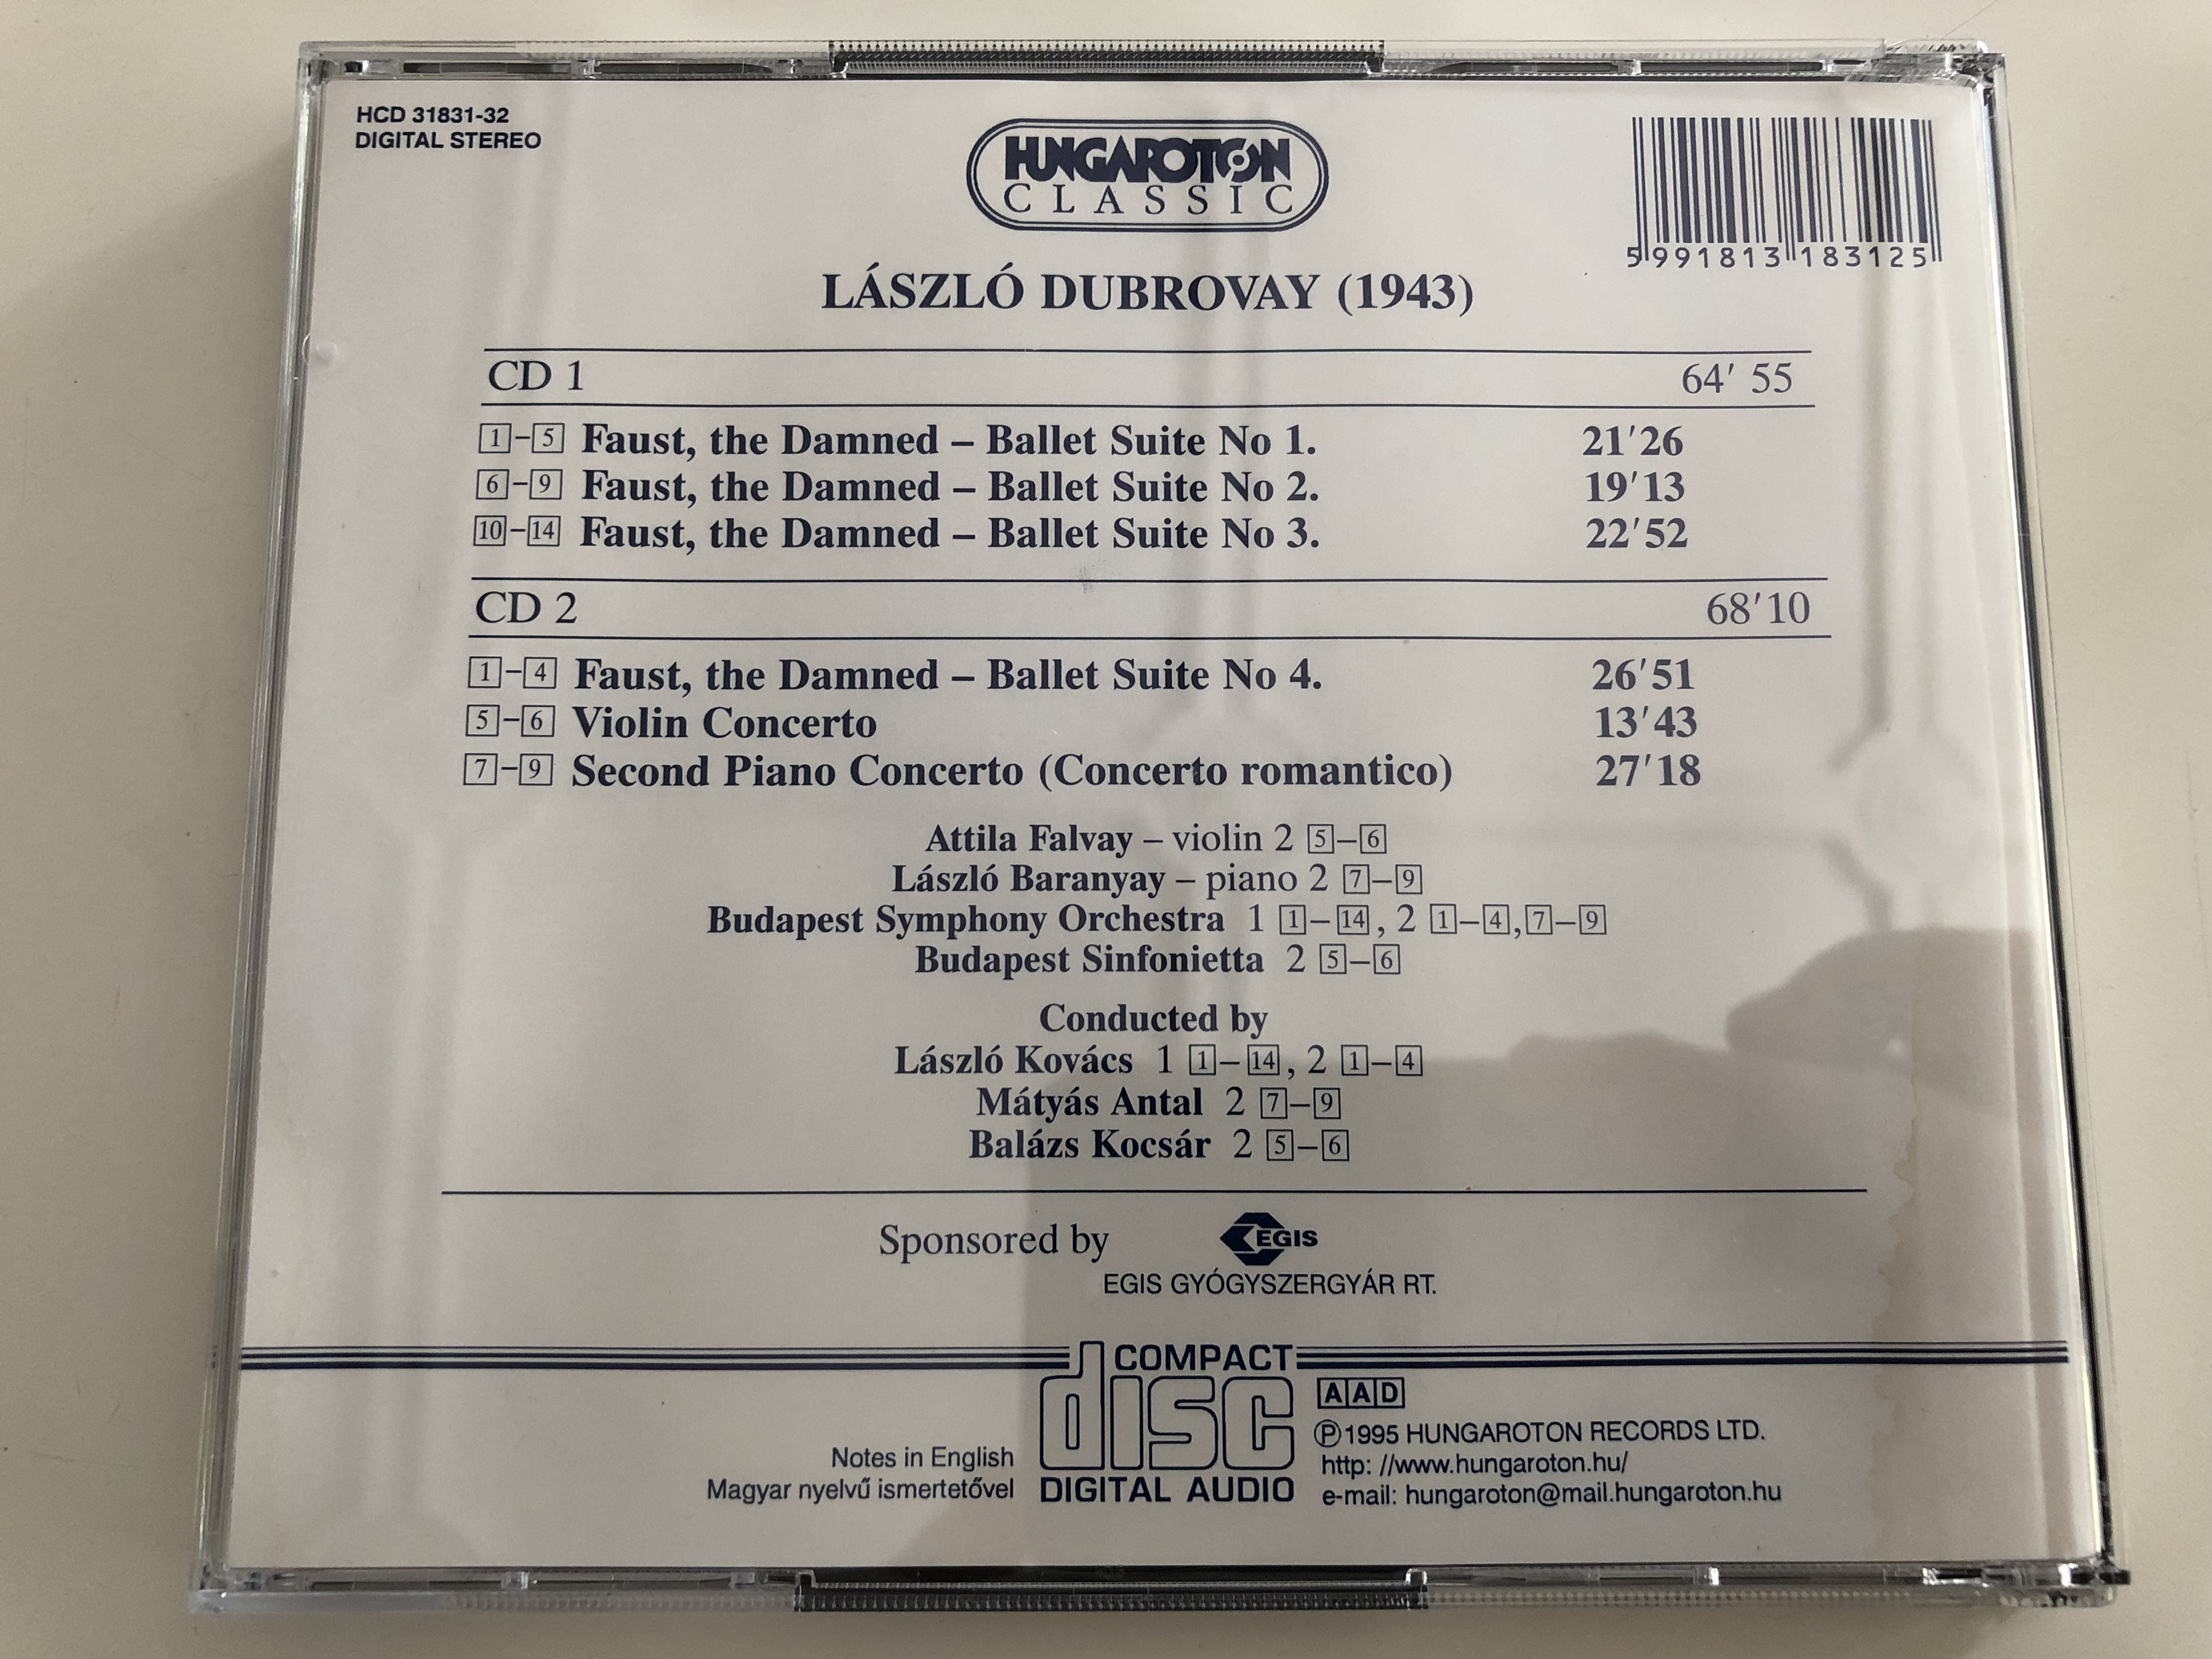 HCD 31831-32
DIGITAL STEREO
HUNGAROTON
CLASSIC
5991813183125
LÁSZLÓ DUBROVAY (1943)
CD 1 64' 55
1–5 Faust, the Damned – Ballet Suite No 1. 21'26
6–9 Faust, the Damned – Ballet Suite No 2. 19'13
10–14 Faust, the Damned – Ballet Suite No 3. 22'52
CD 2 68'10
1–4 Faust, the Damned – Ballet Suite No 4. 26'51
5–6 Violin Concerto 13'43
7–9 Second Piano Concerto (Concerto romantico) 27'18
Attila Falvay – violin 2 5–6
László Baranyay – piano 2 7–9
Budapest Symphony Orchestra 1 1–14, 2 1–4, 7–9
Budapest Sinfonietta 2 5–6
Conducted by
László Kovács 1 1–14, 2 1–4
Mátyás Antal 2 7–9
Balázs Kocsár 2 5–6
Sponsored by EGIS
EGIS GYÓGYSZERGYÁR RT.
COMPACT
disc
DIGITAL AUDIO
Notes in English
Magyar nyelvű ismertetővel
AAD
Ⓟ1995 HUNGAROTON RECORDS LTD.
http: //www.hungaroton.hu/
e-mail: hungaroton@mail.hungaroton.hu